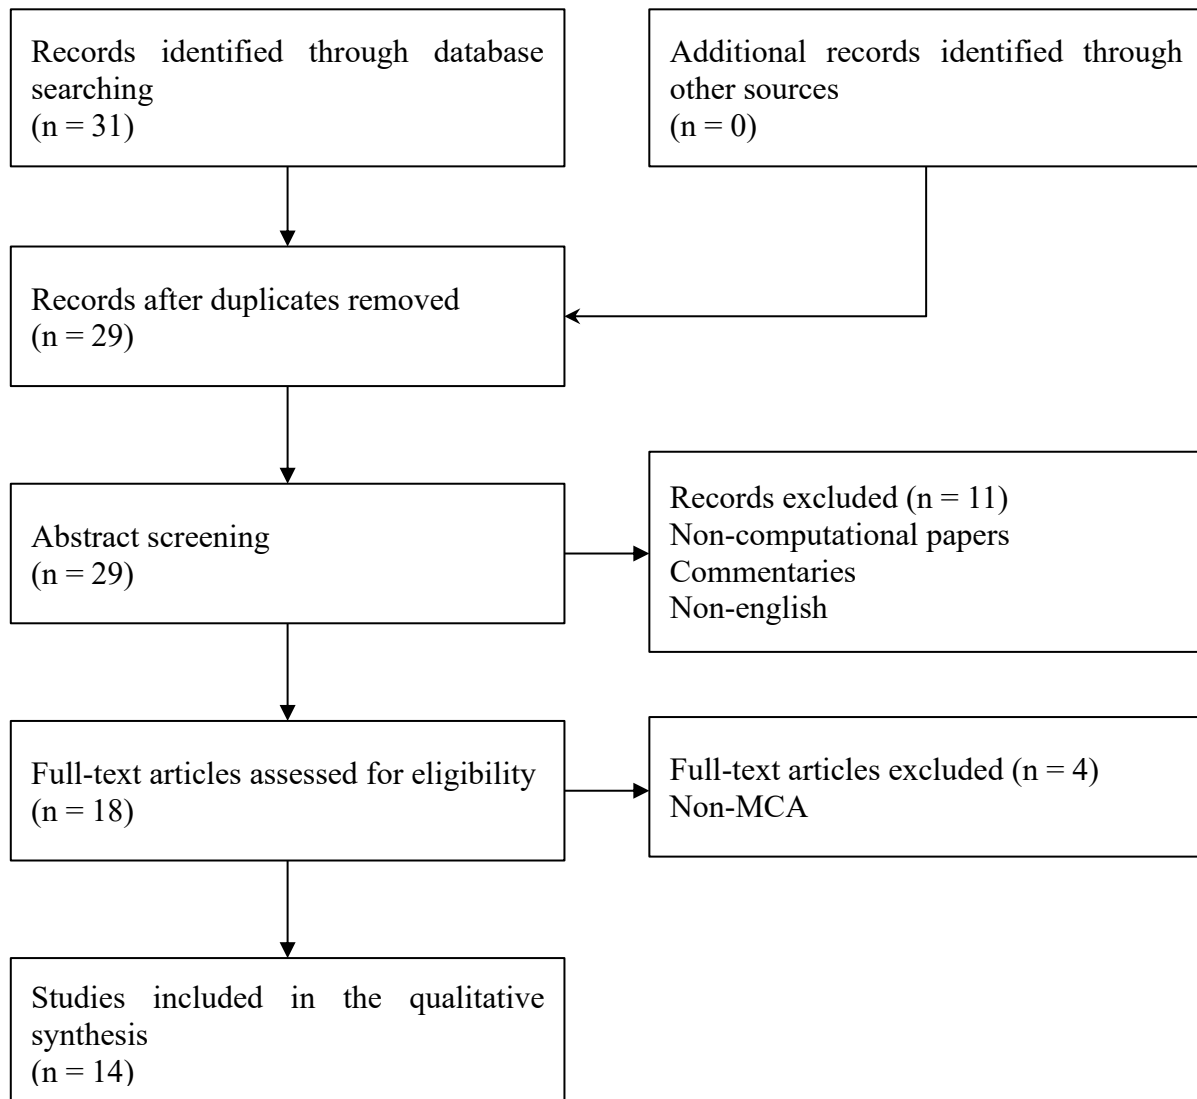 Records identified through database
searching
(n = 31)
Additional records identified through
other sources
(n = 0)
Records after duplicates removed
(n = 29)
Abstract screening
(n = 29)
Records excluded (n = 11)
Non-computational papers
Commentaries
Non-english
Full-text articles assessed for eligibility
(n = 18)
Full-text articles excluded (n = 4)
Non-MCA
Studies included in the qualitative
synthesis
(n = 14)